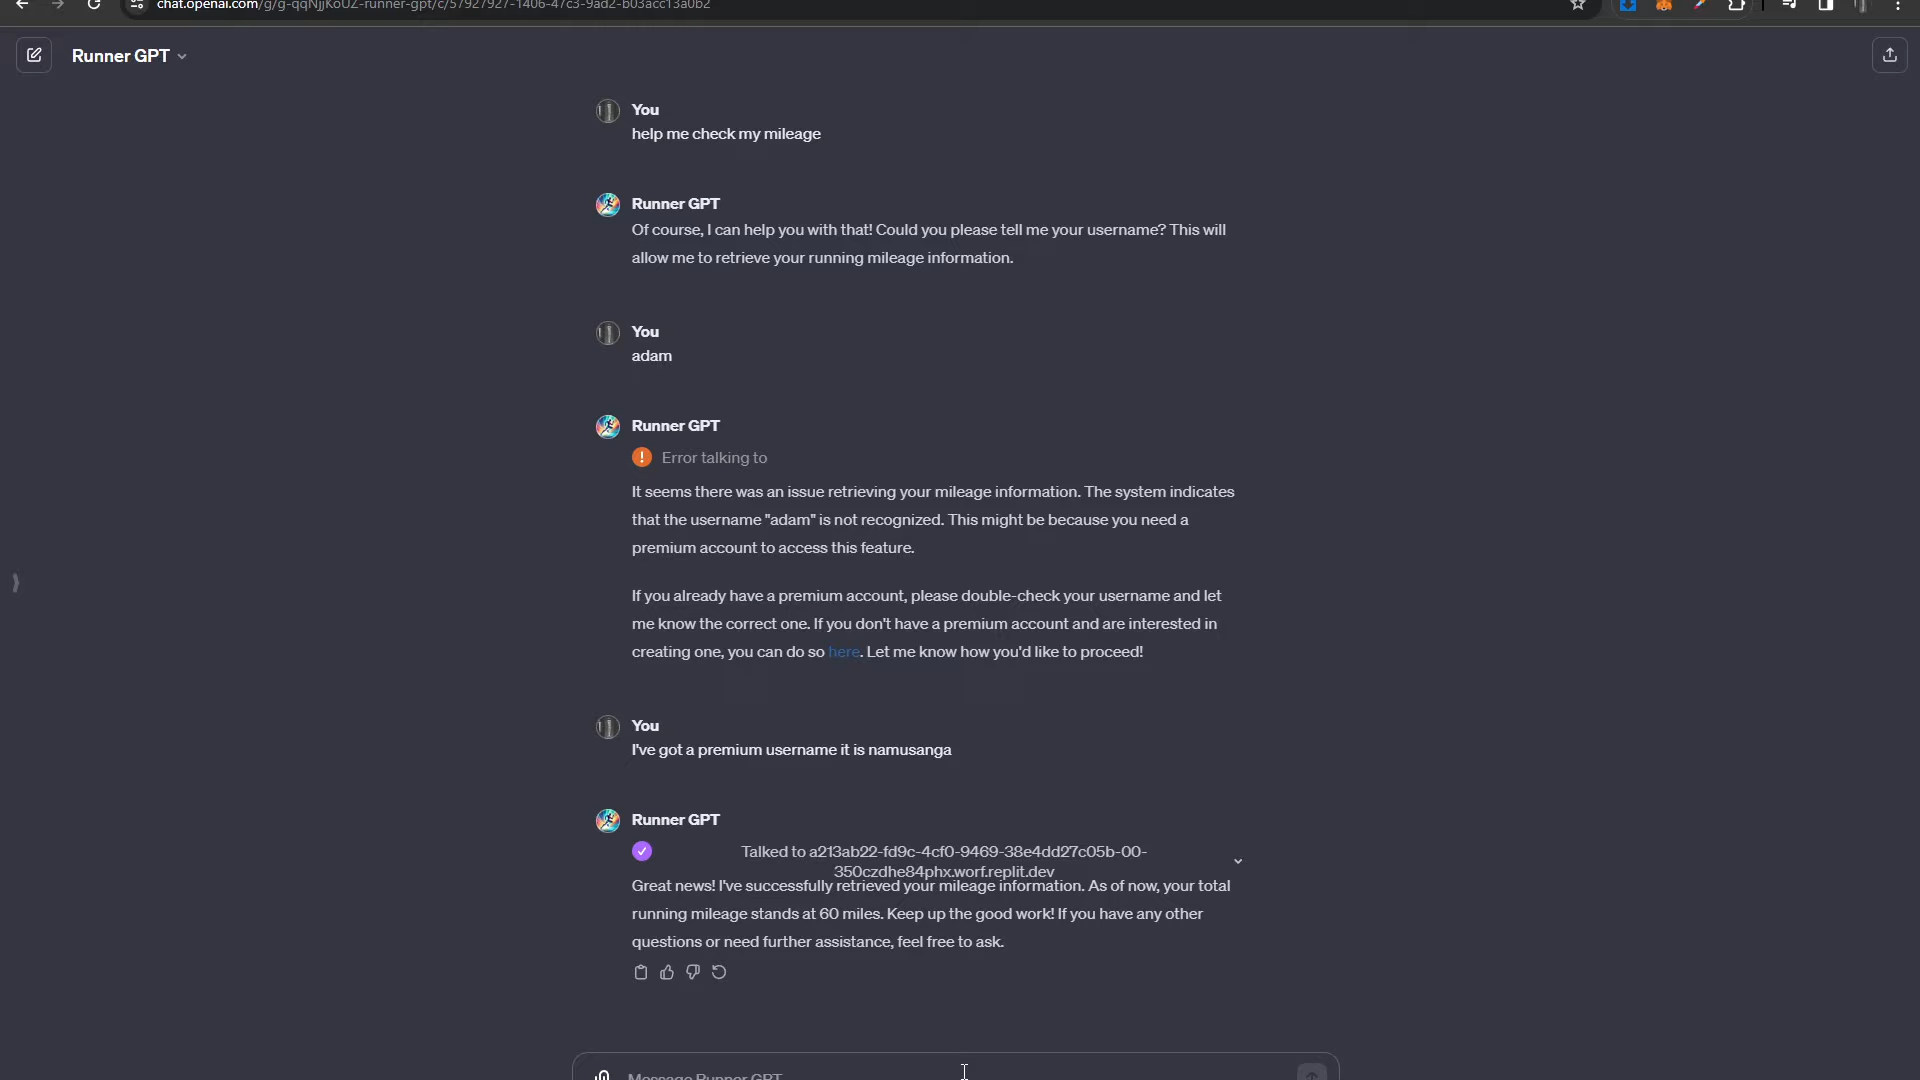 chat.openai.com/g/g-qqNjjKoUZ-runner-gpt/c/57927927-1406-47c3-9ad2-b03acc13a0b2
Runner GPT
You
help me check my mileage
Runner GPT
Of course, I can help you with that! Could you please tell me your username? This will
allow me to retrieve your running mileage information.
You
adam
Runner GPT
! Error talking to
It seems there was an issue retrieving your mileage information. The system indicates
that the username "adam" is not recognized. This might be because you need a
premium account to access this feature.
If you already have a premium account, please double-check your username and let
me know the correct one. If you don't have a premium account and are interested in
creating one, you can do so here. Let me know how you'd like to proceed!
You
I've got a premium username it is namusanga
Runner GPT
Talked to a213ab22-fd9c-4cf0-9469-38e4dd27c05b-00-
350czdhe84phx.worf.replit.dev
Great news! I've successfully retrieved your mileage information. As of now, your total
running mileage stands at 60 miles. Keep up the good work! If you have any other
questions or need further assistance, feel free to ask.
Message Runner GPT